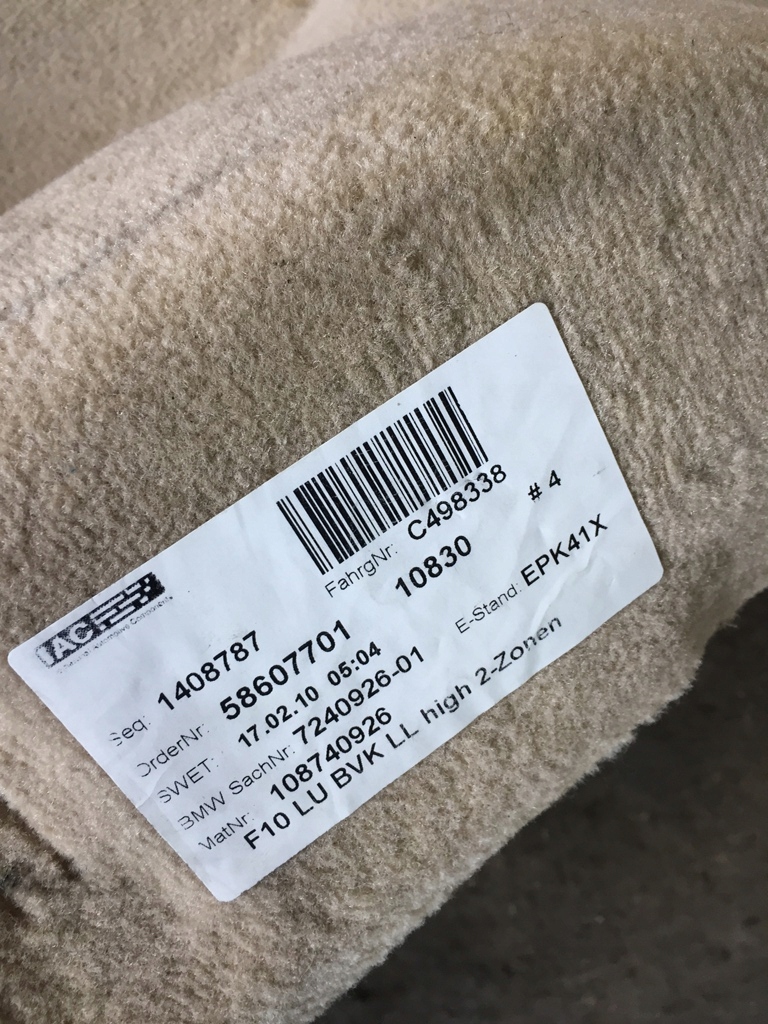 IAC
FahrgNr: C498338
# 4
Seq: 1408787
10830
OrderNr: 58607701
E-Stand: EPK41X
SWET: 17.02.10 05:04
BMW SachNr: 7240926-01
MatNr: 108740926
F10 LU BVK LL high 2-Zonen